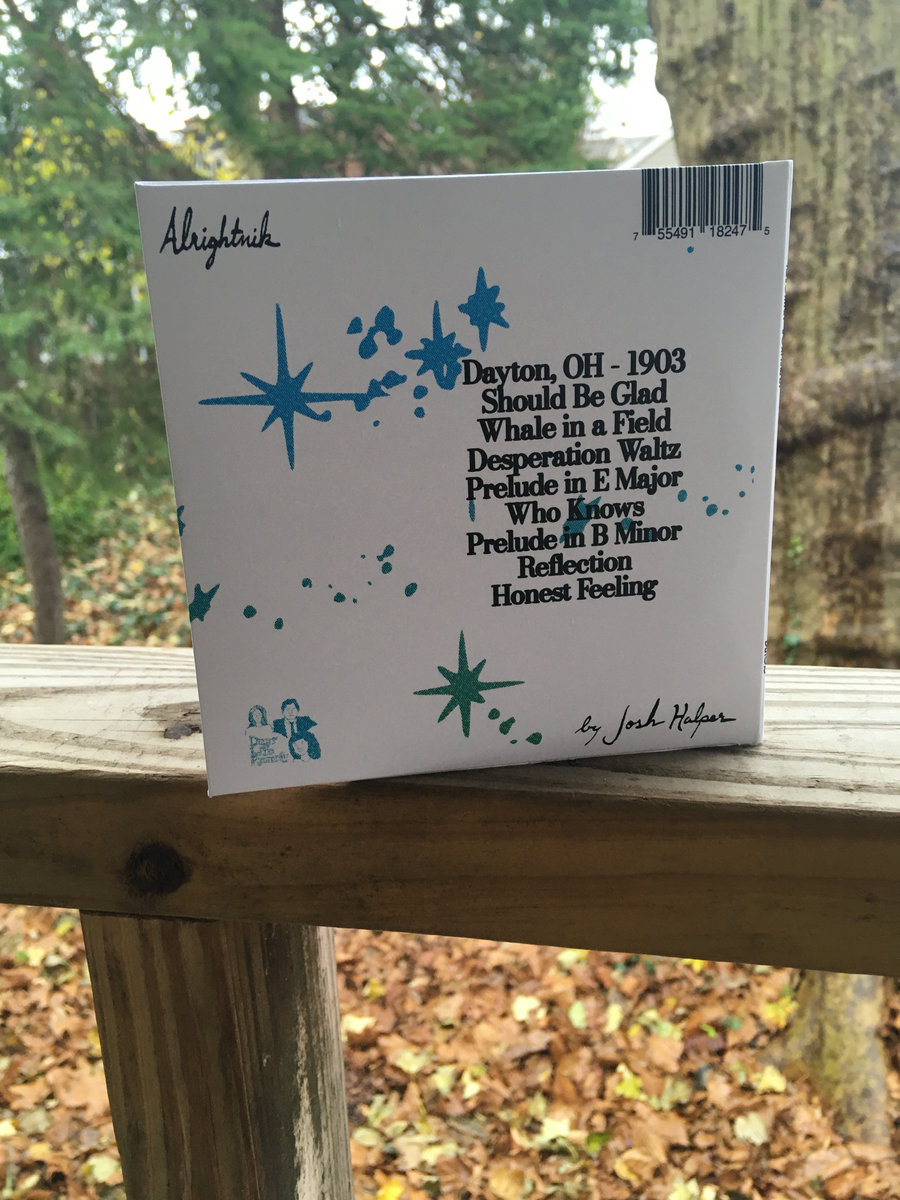 Alrightnik
7 55491 18247 5
Dayton, OH - 1903
Should Be Glad
Whale in a Field
Desperation Waltz
Prelude in E Major
Who Knows
Prelude in B Minor
Reflection
Honest Feeling
by Josh Halper